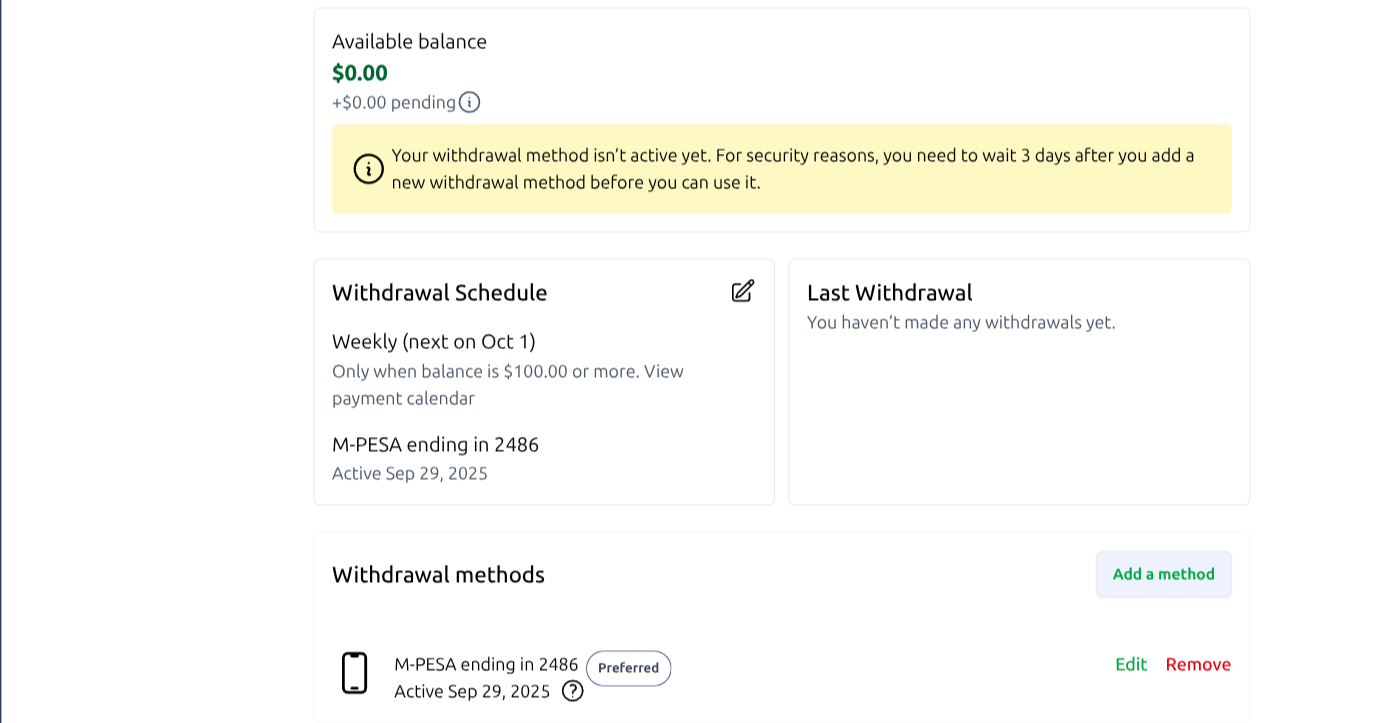 Available balance
$0.00
+$0.00 pending
Your withdrawal method isn’t active yet. For security reasons, you need to wait 3 days after you add a
new withdrawal method before you can use it.
Withdrawal Schedule
Weekly (next on Oct 1)
Only when balance is $100.00 or more. View
payment calendar
M-PESA ending in 2486
Active Sep 29, 2025
Last Withdrawal
You haven’t made any withdrawals yet.
Withdrawal methods
Add a method
M-PESA ending in 2486 Preferred
Active Sep 29, 2025
Edit Remove